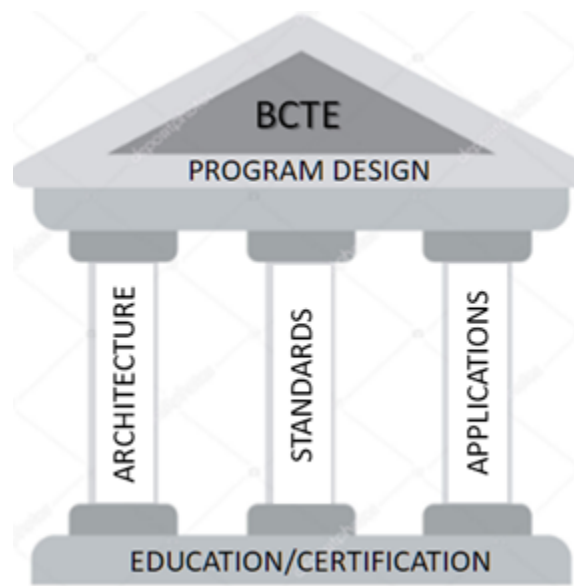 BCTE
PROGRAM DESIGN
ARCHITECTURE
STANDARDS
APPLICATIONS
EDUCATION/CERTIFICATION